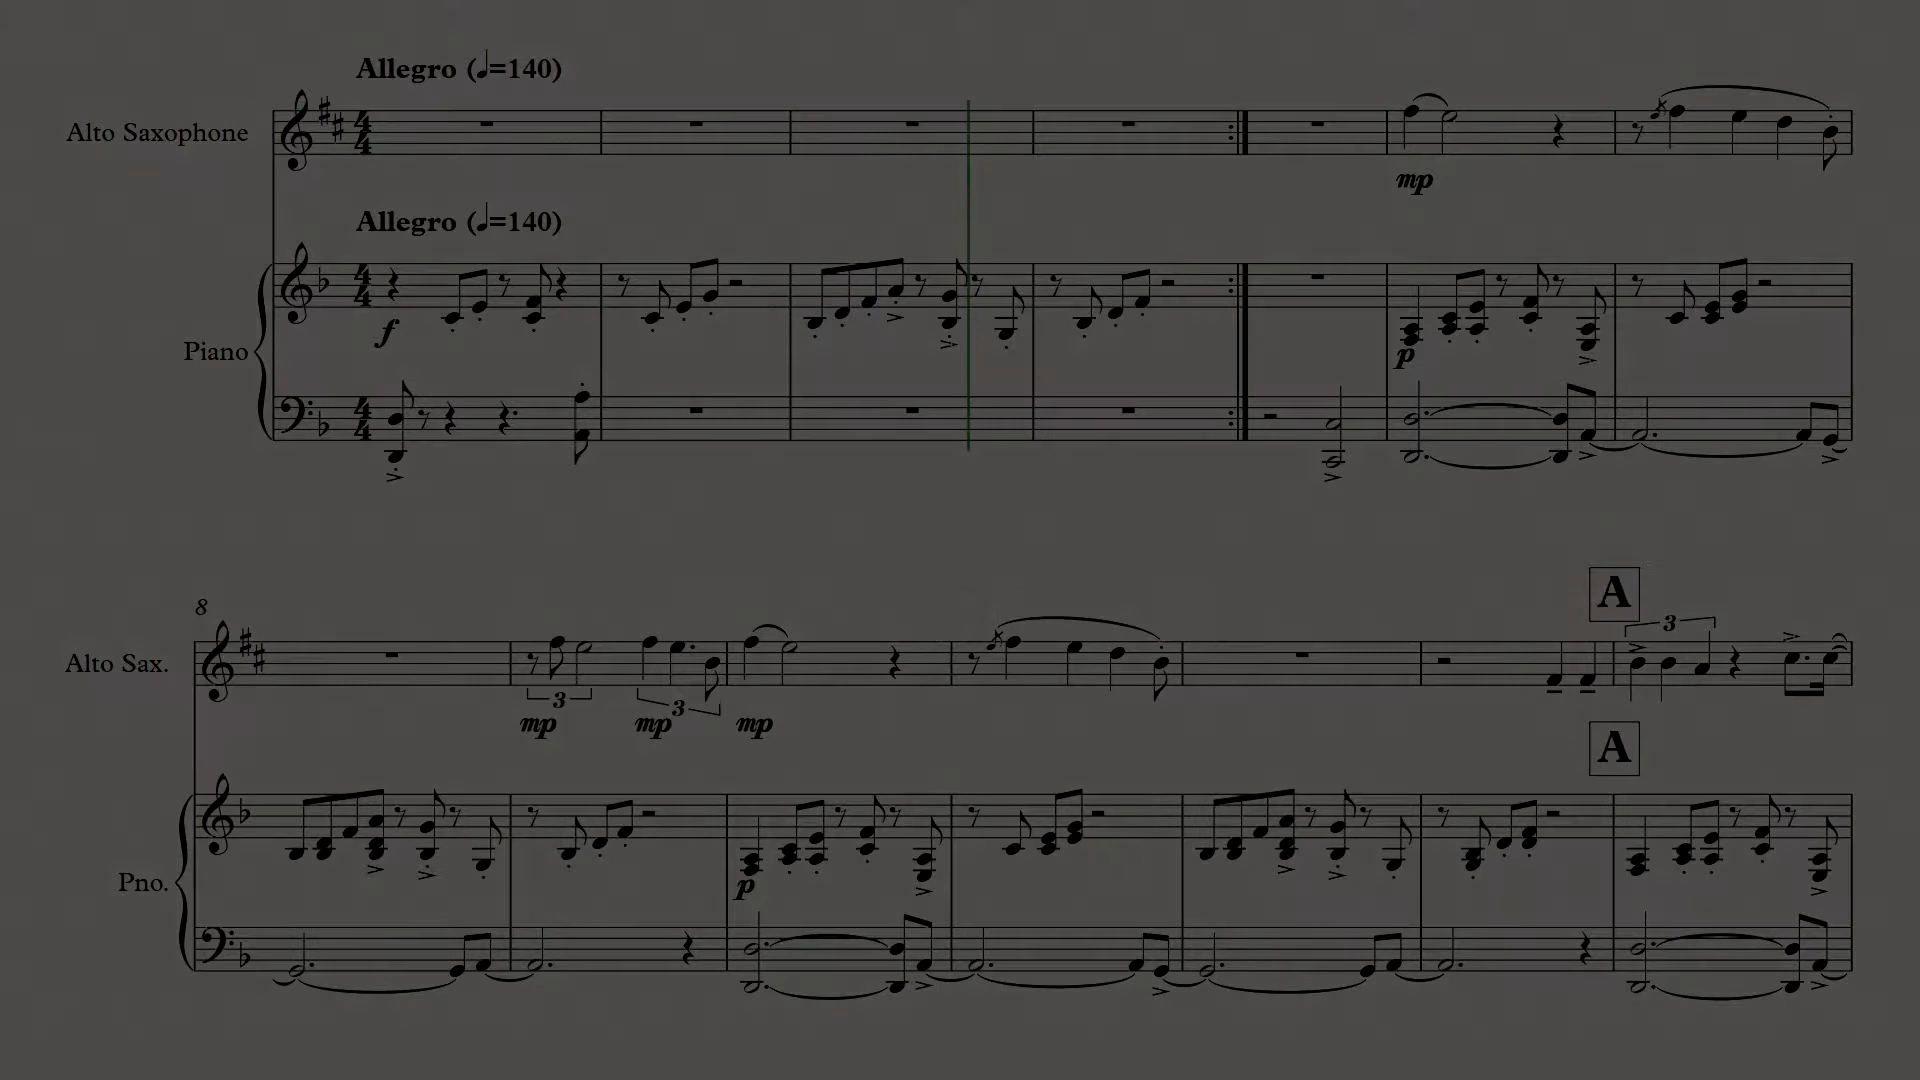 Allegro (♩=140)
Alto Saxophone
mp
Allegro (♩=140)
f
Piano
p
8
A
3
Alto Sax.
3
3
mp
mp
mp
A
Pno.
p